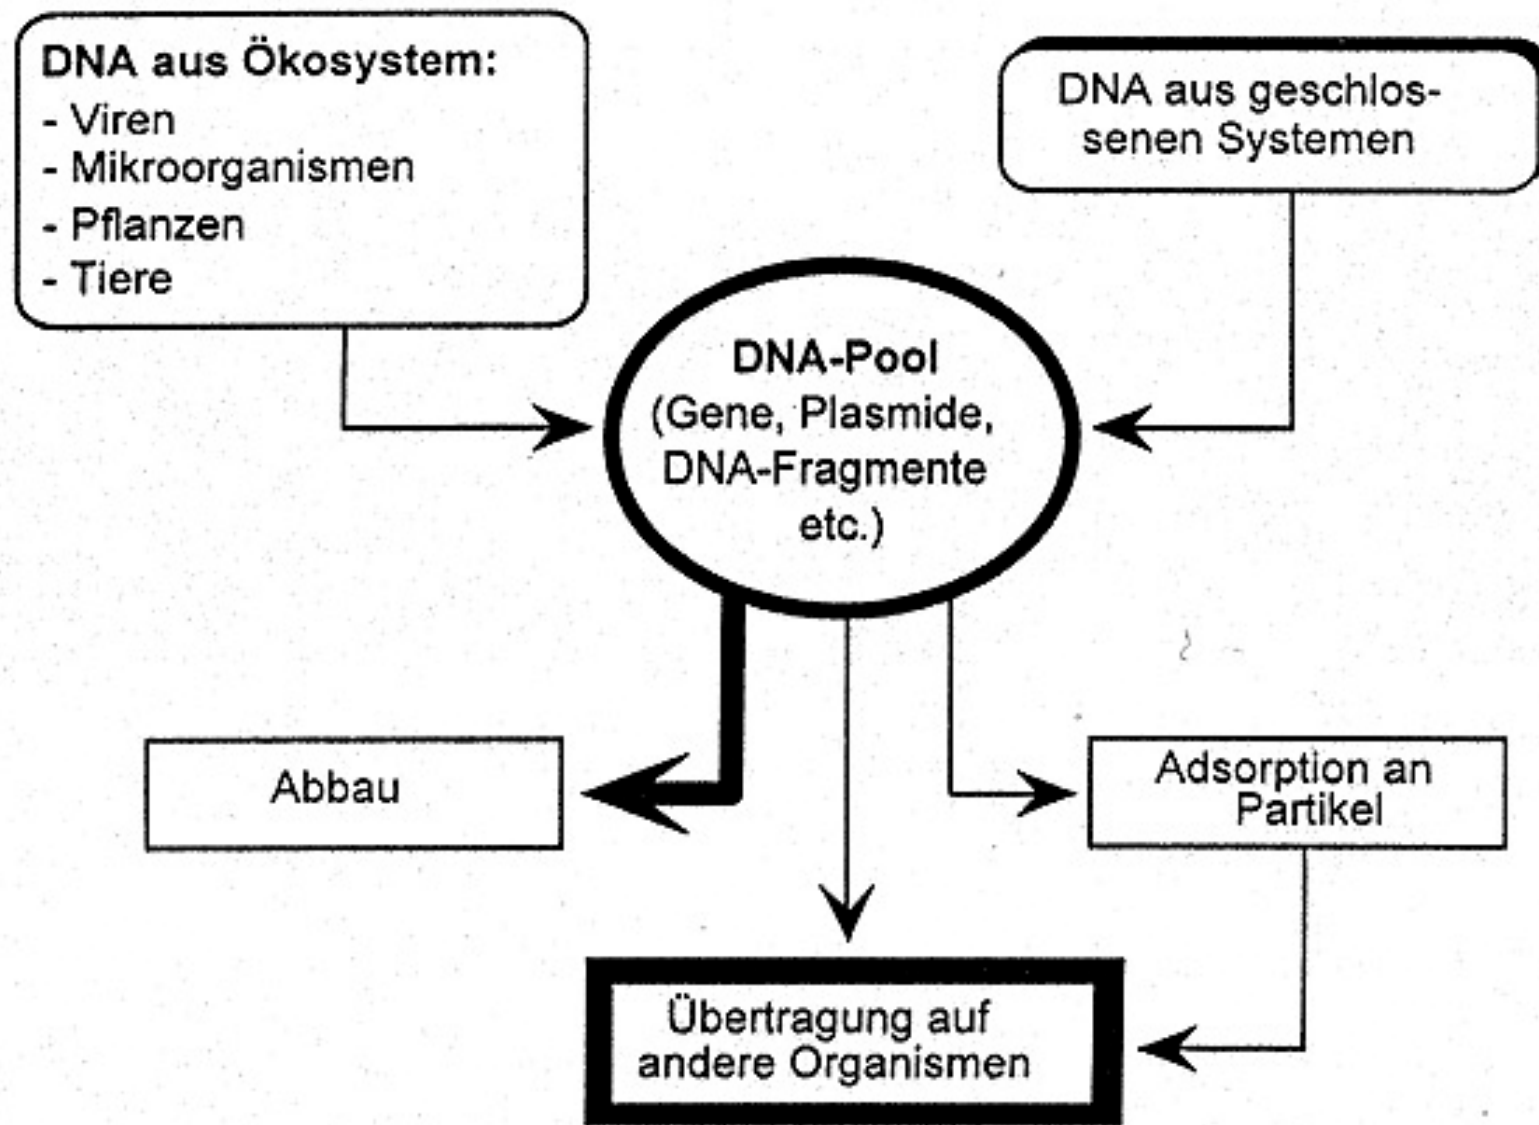 DNA aus Ökosystem:
- Viren
- Mikroorganismen
- Pflanzen
- Tiere
DNA aus geschlos-
senen Systemen
DNA-Pool
(Gene, Plasmide,
DNA-Fragmente
etc.)
Abbau
Adsorption an
Partikel
Übertragung auf
andere Organismen